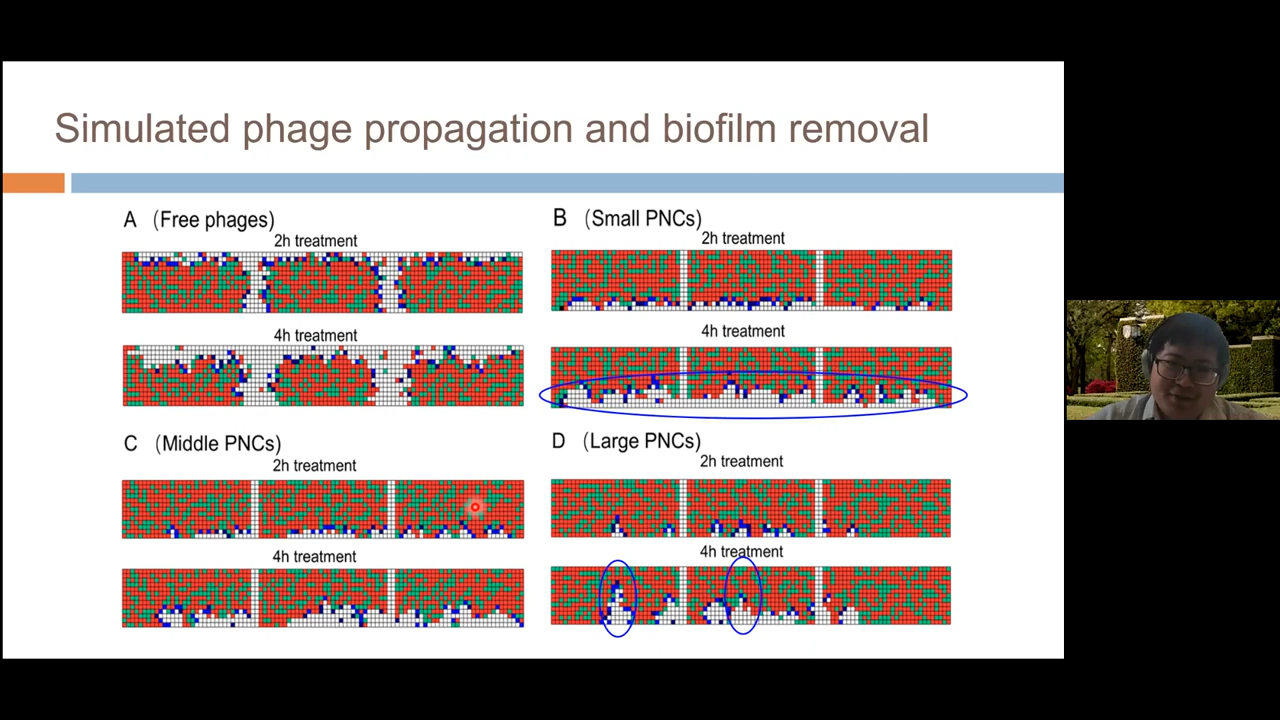 Simulated phage propagation and biofilm removal
A (Free phages)
2h treatment
4h treatment
B (Small PNCs)
2h treatment
4h treatment
C (Middle PNCs)
2h treatment
4h treatment
D (Large PNCs)
2h treatment
4h treatment